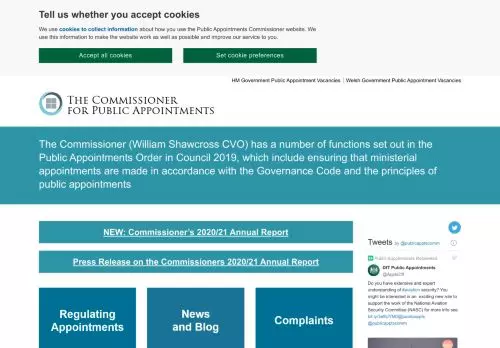 Tell us whether you accept cookies
We use cookies to collect information about how you use the Public Appointments Commissioner website. We
use this information to make the website work as well as possible and improve our service to you.
Accept all cookies
Set cookie preferences
HM Government Public Appointment Vacancies | Welsh Government Public Appointment Vacancies
THE COMMISSIONER
FOR PUBLIC APPOINTMENTS
The Commissioner (William Shawcross CVO) has a number of functions set out in the
Public Appointments Order in Council 2019, which include ensuring that ministerial
appointments are made in accordance with the Governance Code and the principles of
public appointments
NEW: Commissioner's 2020/21 Annual Report
Press Release on the Commissioners 2020/21 Annual Report
Regulating
Appointments
News
and Blog
Complaints
Tweets by @publicapptscomm
Public Appointments Retweeted
DfT Public Appointments
Do you have extensive and expert
understanding of #aviation security? You
might be interested in an exciting new role to
support the work of the National Aviation
Security Committee (NASC) for more info see
@publicapptscomm